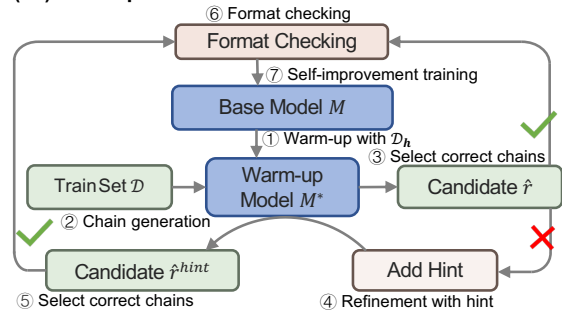 ⑥ Format checking
Format Checking
⑦ Self-improvement training
Base Model M
① Warm-up with 𝒟ₕ
③ Select correct chains
Train Set 𝒟
Warm-up
Model M*
Candidate r̂
② Chain generation
Candidate r̂ʰⁱⁿᵗ
Add Hint
⑤ Select correct chains
④ Refinement with hint